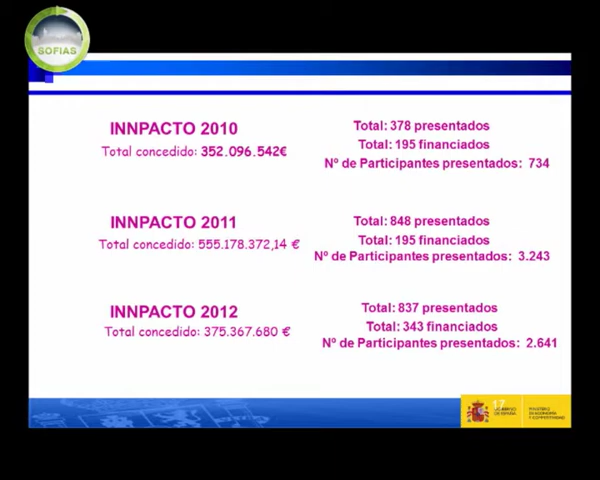 SOFIAS
INNPACTO 2010
Total concedido: 352.096.542€
Total: 378 presentados
Total: 195 financiados
Nº de Participantes presentados: 734
INNPACTO 2011
Total concedido: 555.178.372,14 €
Total: 848 presentados
Total: 195 financiados
Nº de Participantes presentados: 3.243
INNPACTO 2012
Total concedido: 375.367.680 €
Total: 837 presentados
Total: 343 financiados
Nº de Participantes presentados: 2.641
17
GOBIERNO
DE ESPAÑA
MINISTERIO
DE ECONOMÍA
Y COMPETITIVIDAD